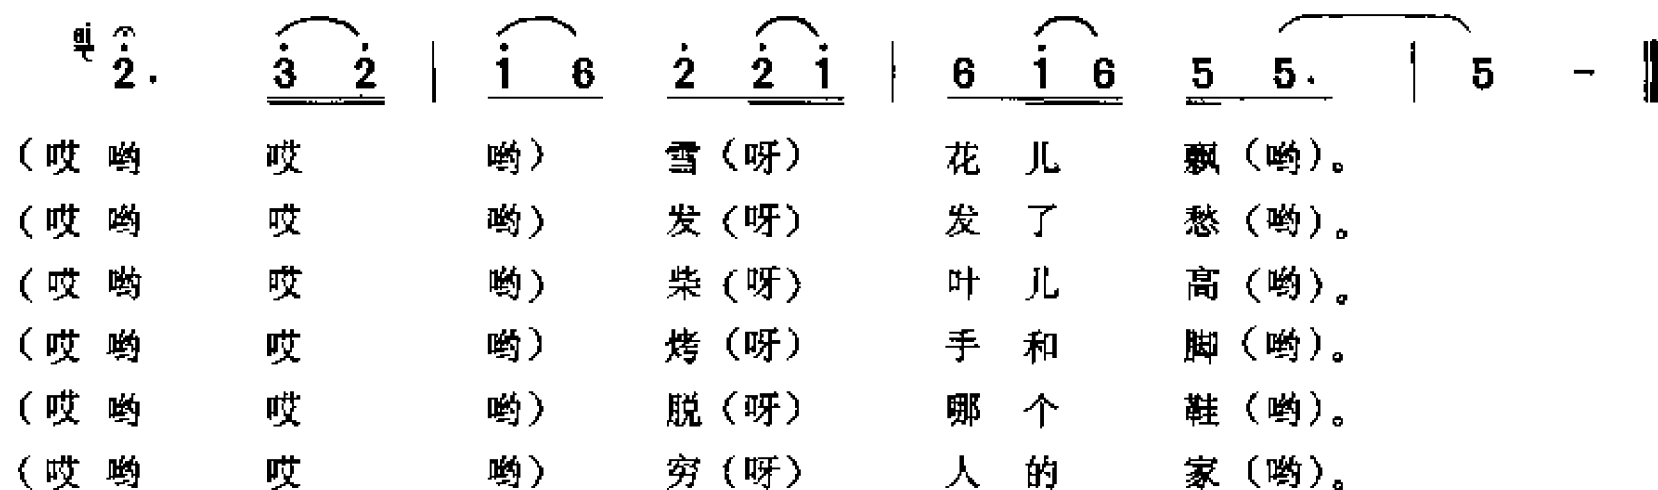 2̇. 3̇ 2̇ | 1̇ 6 2̇ 2̇ 1̇ | 6 1̇ 6 5 5. | 5 - ‖
（哎哟 哎 哟）雪（呀）花儿飘（哟）。
（哎哟 哎 哟）发（呀）发了愁（哟）。
（哎哟 哎 哟）柴（呀）叶儿高（哟）。
（哎哟 哎 哟）烤（呀）手和脚（哟）。
（哎哟 哎 哟）脱（呀）哪个鞋（哟）。
（哎哟 哎 哟）穷（呀）人的家（哟）。